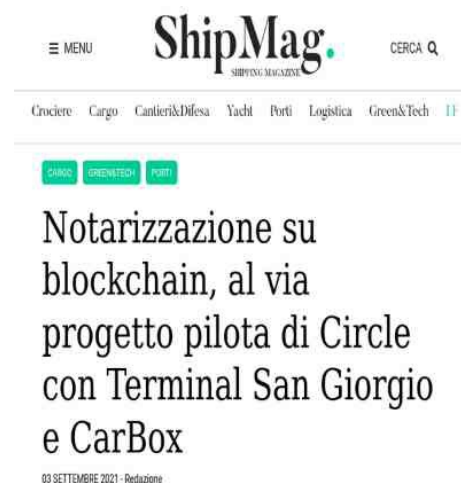 ≡ MENU
ShipMag.
SHIPPING MAGAZINE
CERCA
Crociere Cargo Cantieri&Difesa Yacht Porti Logistica Green&Tech
CARGO GREEN&TECH PORTI
Notarizzazione su
blockchain, al via
progetto pilota di Circle
con Terminal San Giorgio
e CarBox
03 SETTEMBRE 2021 - Redazione